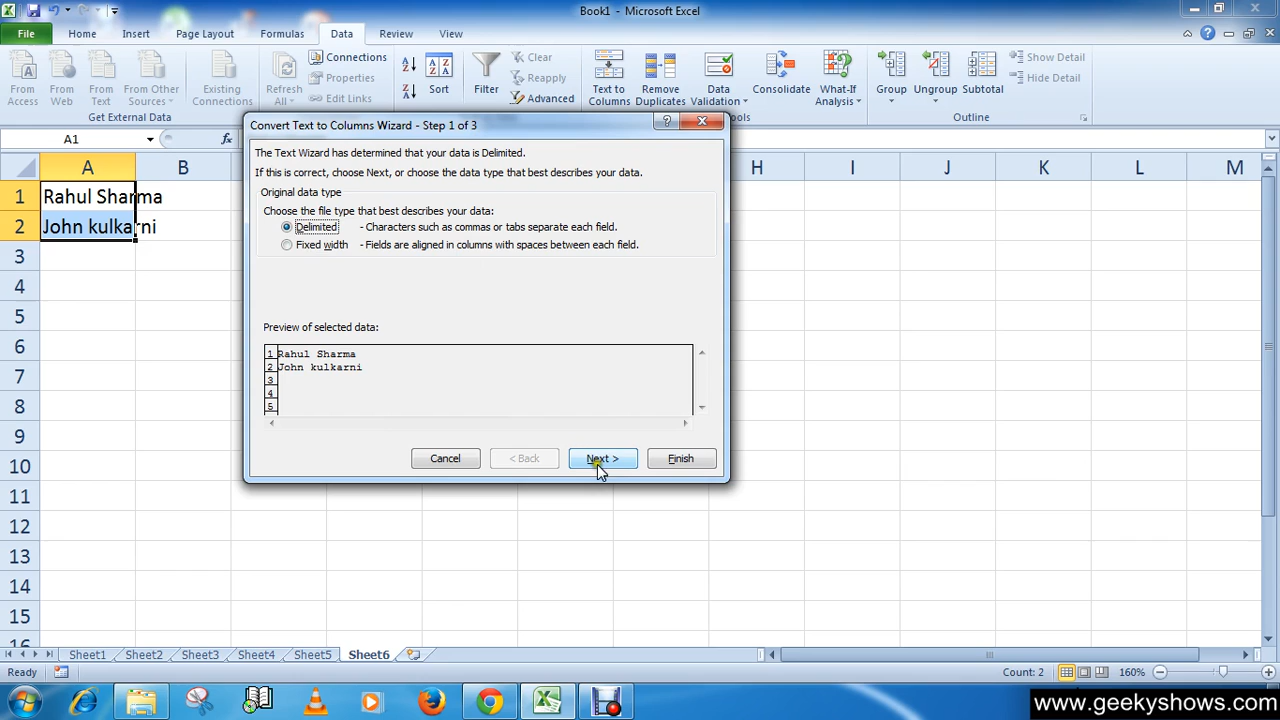 Book1 - Microsoft Excel
File Home Insert Page Layout Formulas Data Review View
From Access
From Web
From Text
From Other Sources
Existing Connections
Refresh All
Connections
Properties
Edit Links
Sort
Filter
Clear
Reapply
Advanced
Text to Columns
Remove Duplicates
Data Validation
Consolidate
What-If Analysis
Group
Ungroup
Subtotal
Show Detail
Hide Detail
Get External Data
Outline
A1
fx
A B H I J K L M
1 Rahul Sharma
2 John kulkarni
3
4
5
6
7
8
9
10
11
12
13
14
15
16
Convert Text to Columns Wizard - Step 1 of 3
The Text Wizard has determined that your data is Delimited.
If this is correct, choose Next, or choose the data type that best describes your data.
Original data type
Choose the file type that best describes your data:
Delimited - Characters such as commas or tabs separate each field.
Fixed width - Fields are aligned in columns with spaces between each field.
Preview of selected data:
1 Rahul Sharma
2 John kulkarni
3
4
5
Cancel < Back Next > Finish
Sheet1 Sheet2 Sheet3 Sheet4 Sheet5 Sheet6
Ready Count: 2 160%
www.geekyshows.com